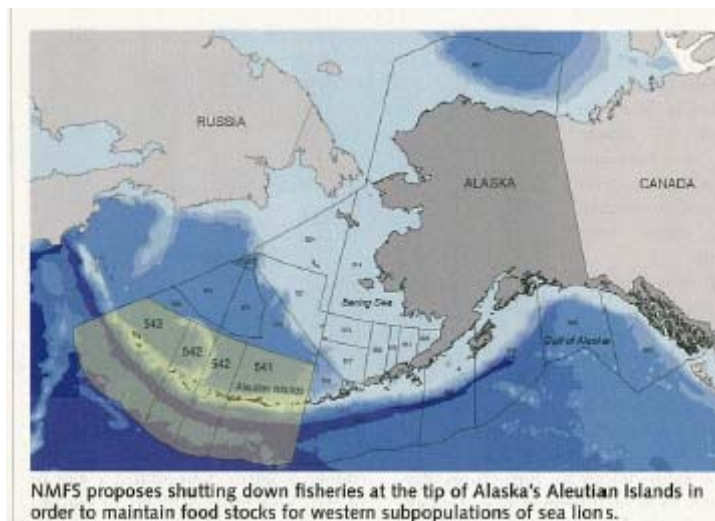 RUSSIA
ALASKA
CANADA
Bering Sea
Gulf of Alaska
543
542
542
541
Aleutian Islands
NMFS proposes shutting down fisheries at the tip of Alaska's Aleutian Islands in
order to maintain food stocks for western subpopulations of sea lions.